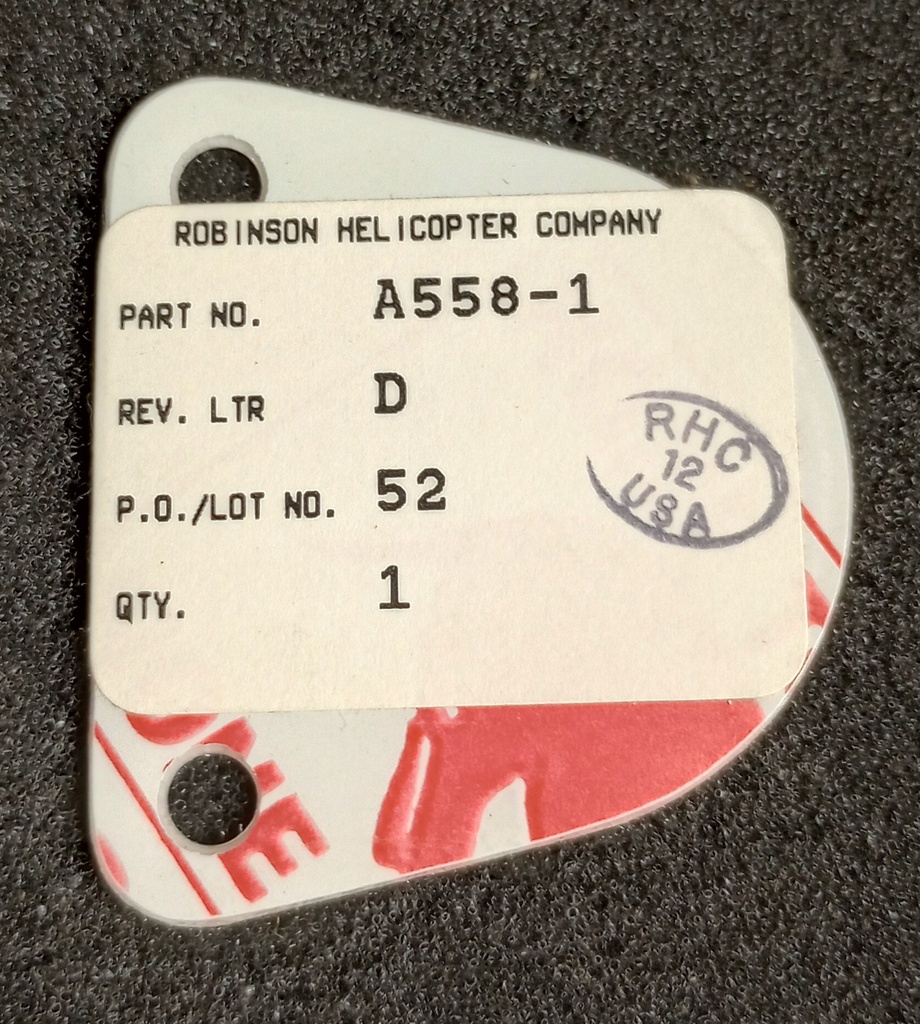 ROBINSON HELICOPTER COMPANY
PART NO. A558-1
REV. LTR D
P.O./LOT NO. 52
QTY. 1
RHC
12
USA